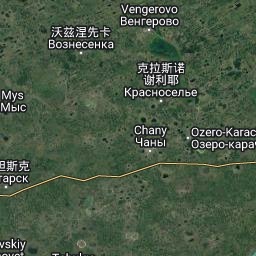 Vengerovo
Венгерово
沃兹涅先卡
Вознесенка
克拉斯诺
谢利耶
Красноселье
Mys
Мыс
Chany
Чаны
Ozero-Karac
Озеро-карач
坦斯克
тарск
vskiy